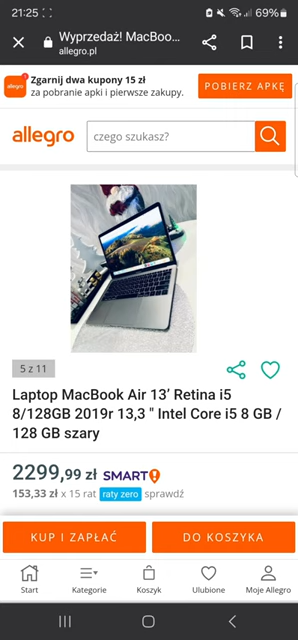 21:25
69%
Wyprzedaż! MacBoo...
allegro.pl
Zgarnij dwa kupony 15 zł
za pobranie apki i pierwsze zakupy.
POBIERZ APKĘ
allegro
czego szukasz?
5 z 11
Laptop MacBook Air 13’ Retina i5
8/128GB 2019r 13,3 " Intel Core i5 8 GB /
128 GB szary
2299,99 zł SMART!
153,33 zł x 15 rat raty zero sprawdź
KUP I ZAPŁAĆ
DO KOSZYKA
Start
Kategorie
Koszyk
Ulubione
Moje Allegro